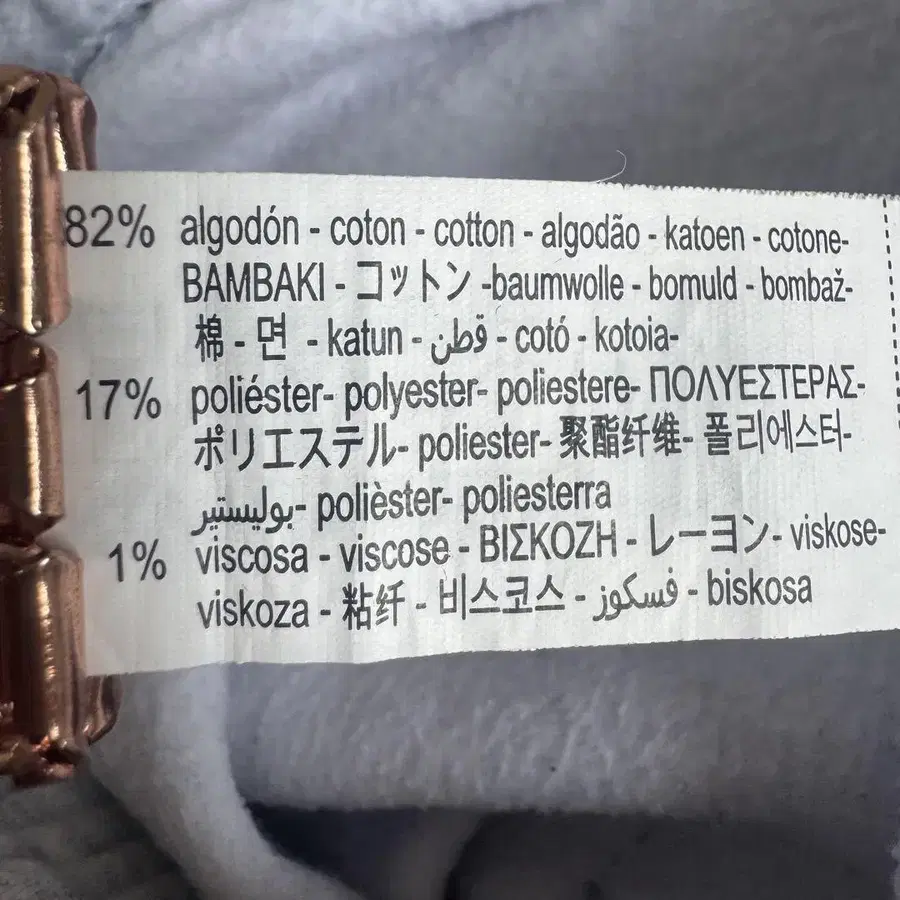 82% algodón - coton - cotton - algodão - katoen - cotone-
BAMBAKI - コットン -baumwolle - bomuld - bombaž-
棉 - 면 - katun - قطن - cotó - kotoia-
17% poliéster- polyester- poliestere- ΠΟΛΥΕΣΤΕΡΑΣ-
ポリエステル- poliester- 聚酯纤维- 폴리에스터-
بوليستير- polièster- poliesterra
1% viscosa - viscose - ΒΙΣΚΟΖΗ - レーヨン- viskose-
viskoza - 粘纤 - 비스코스 - فسكوز - biskosa